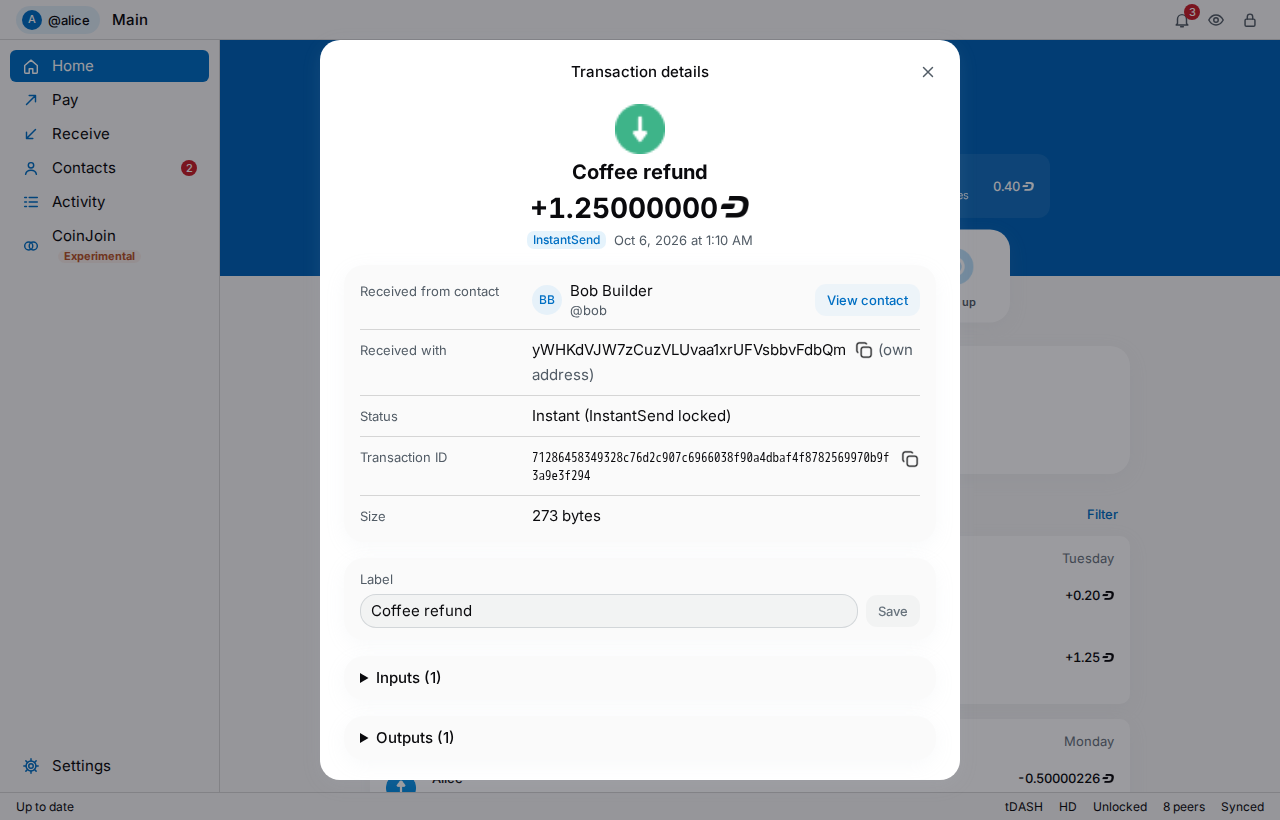 A @alice Main
3
Home
Pay
Receive
Contacts 2
Activity
CoinJoin
Experimental
Settings
Transaction details
Coffee refund
+1.25000000
InstantSend Oct 6, 2026 at 1:10 AM
Received from contact BB Bob Builder
@bob
View contact
Received with yWHKdVJW7zCuzVLUvaa1xrUFVsbbvFdbQm (own
address)
Status Instant (InstantSend locked)
Transaction ID 71286458349328c76d2c907c6966038f90a4dbaf4f8782569970b9f
3a9e3f294
Size 273 bytes
Label
Coffee refund Save
Inputs (1)
Outputs (1)
es 0.40
up
Filter
Tuesday
+0.20
+1.25
Monday
Alice -0.50000226
Up to date tDASH HD Unlocked 8 peers Synced